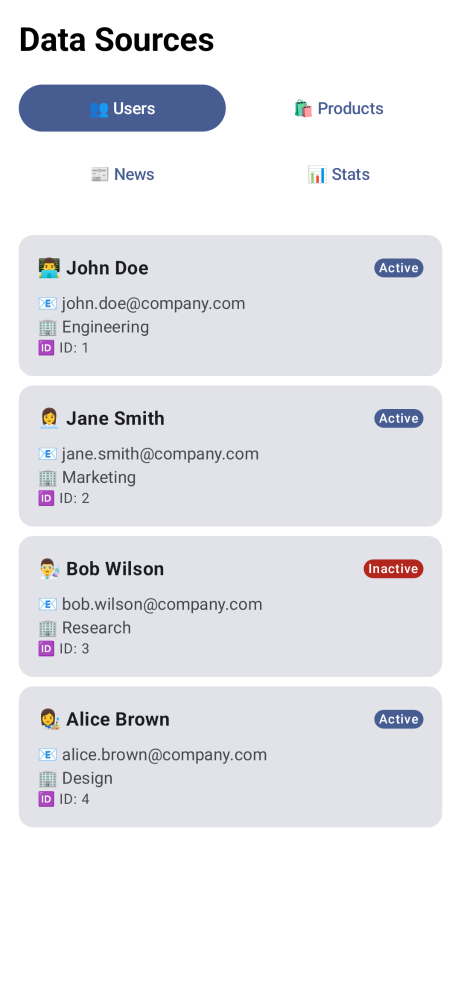 Data Sources
👥 Users
🛍️ Products
📰 News
📊 Stats
👨‍💻 John Doe
Active
📧 john.doe@company.com
🏢 Engineering
🆔 ID: 1
👩‍💼 Jane Smith
Active
📧 jane.smith@company.com
🏢 Marketing
🆔 ID: 2
👨‍🔬 Bob Wilson
Inactive
📧 bob.wilson@company.com
🏢 Research
🆔 ID: 3
👩‍🎨 Alice Brown
Active
📧 alice.brown@company.com
🏢 Design
🆔 ID: 4